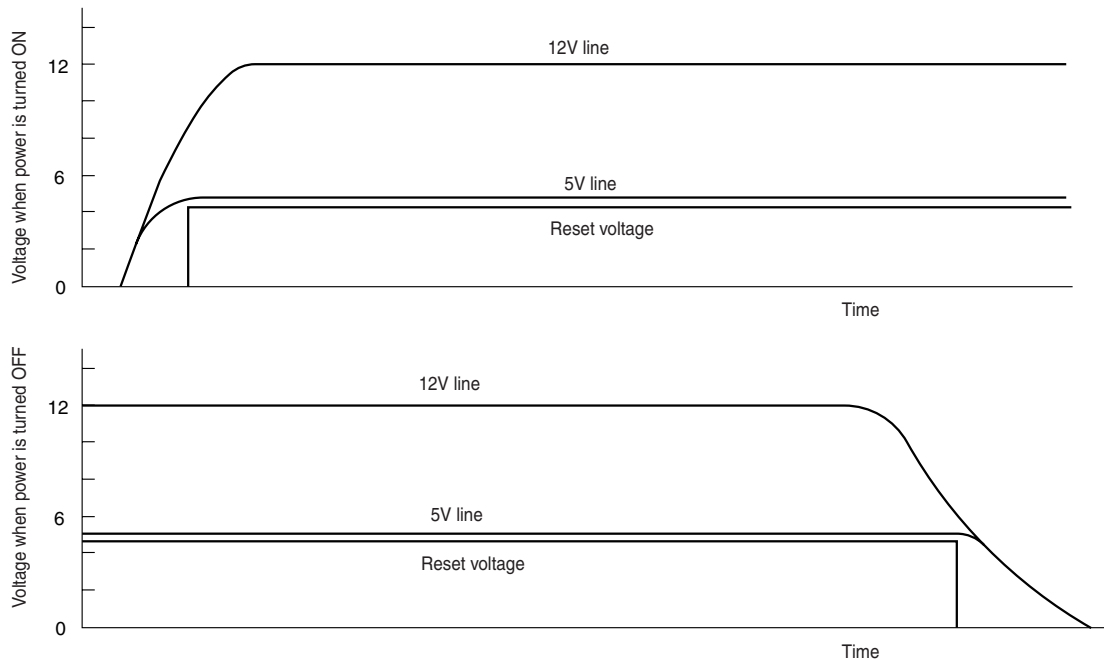 Voltage when power is turned ON
12V line
12
6
5V line
Reset voltage
0
Time
Voltage when power is turned OFF
12V line
12
5V line
6
Reset voltage
0
Time